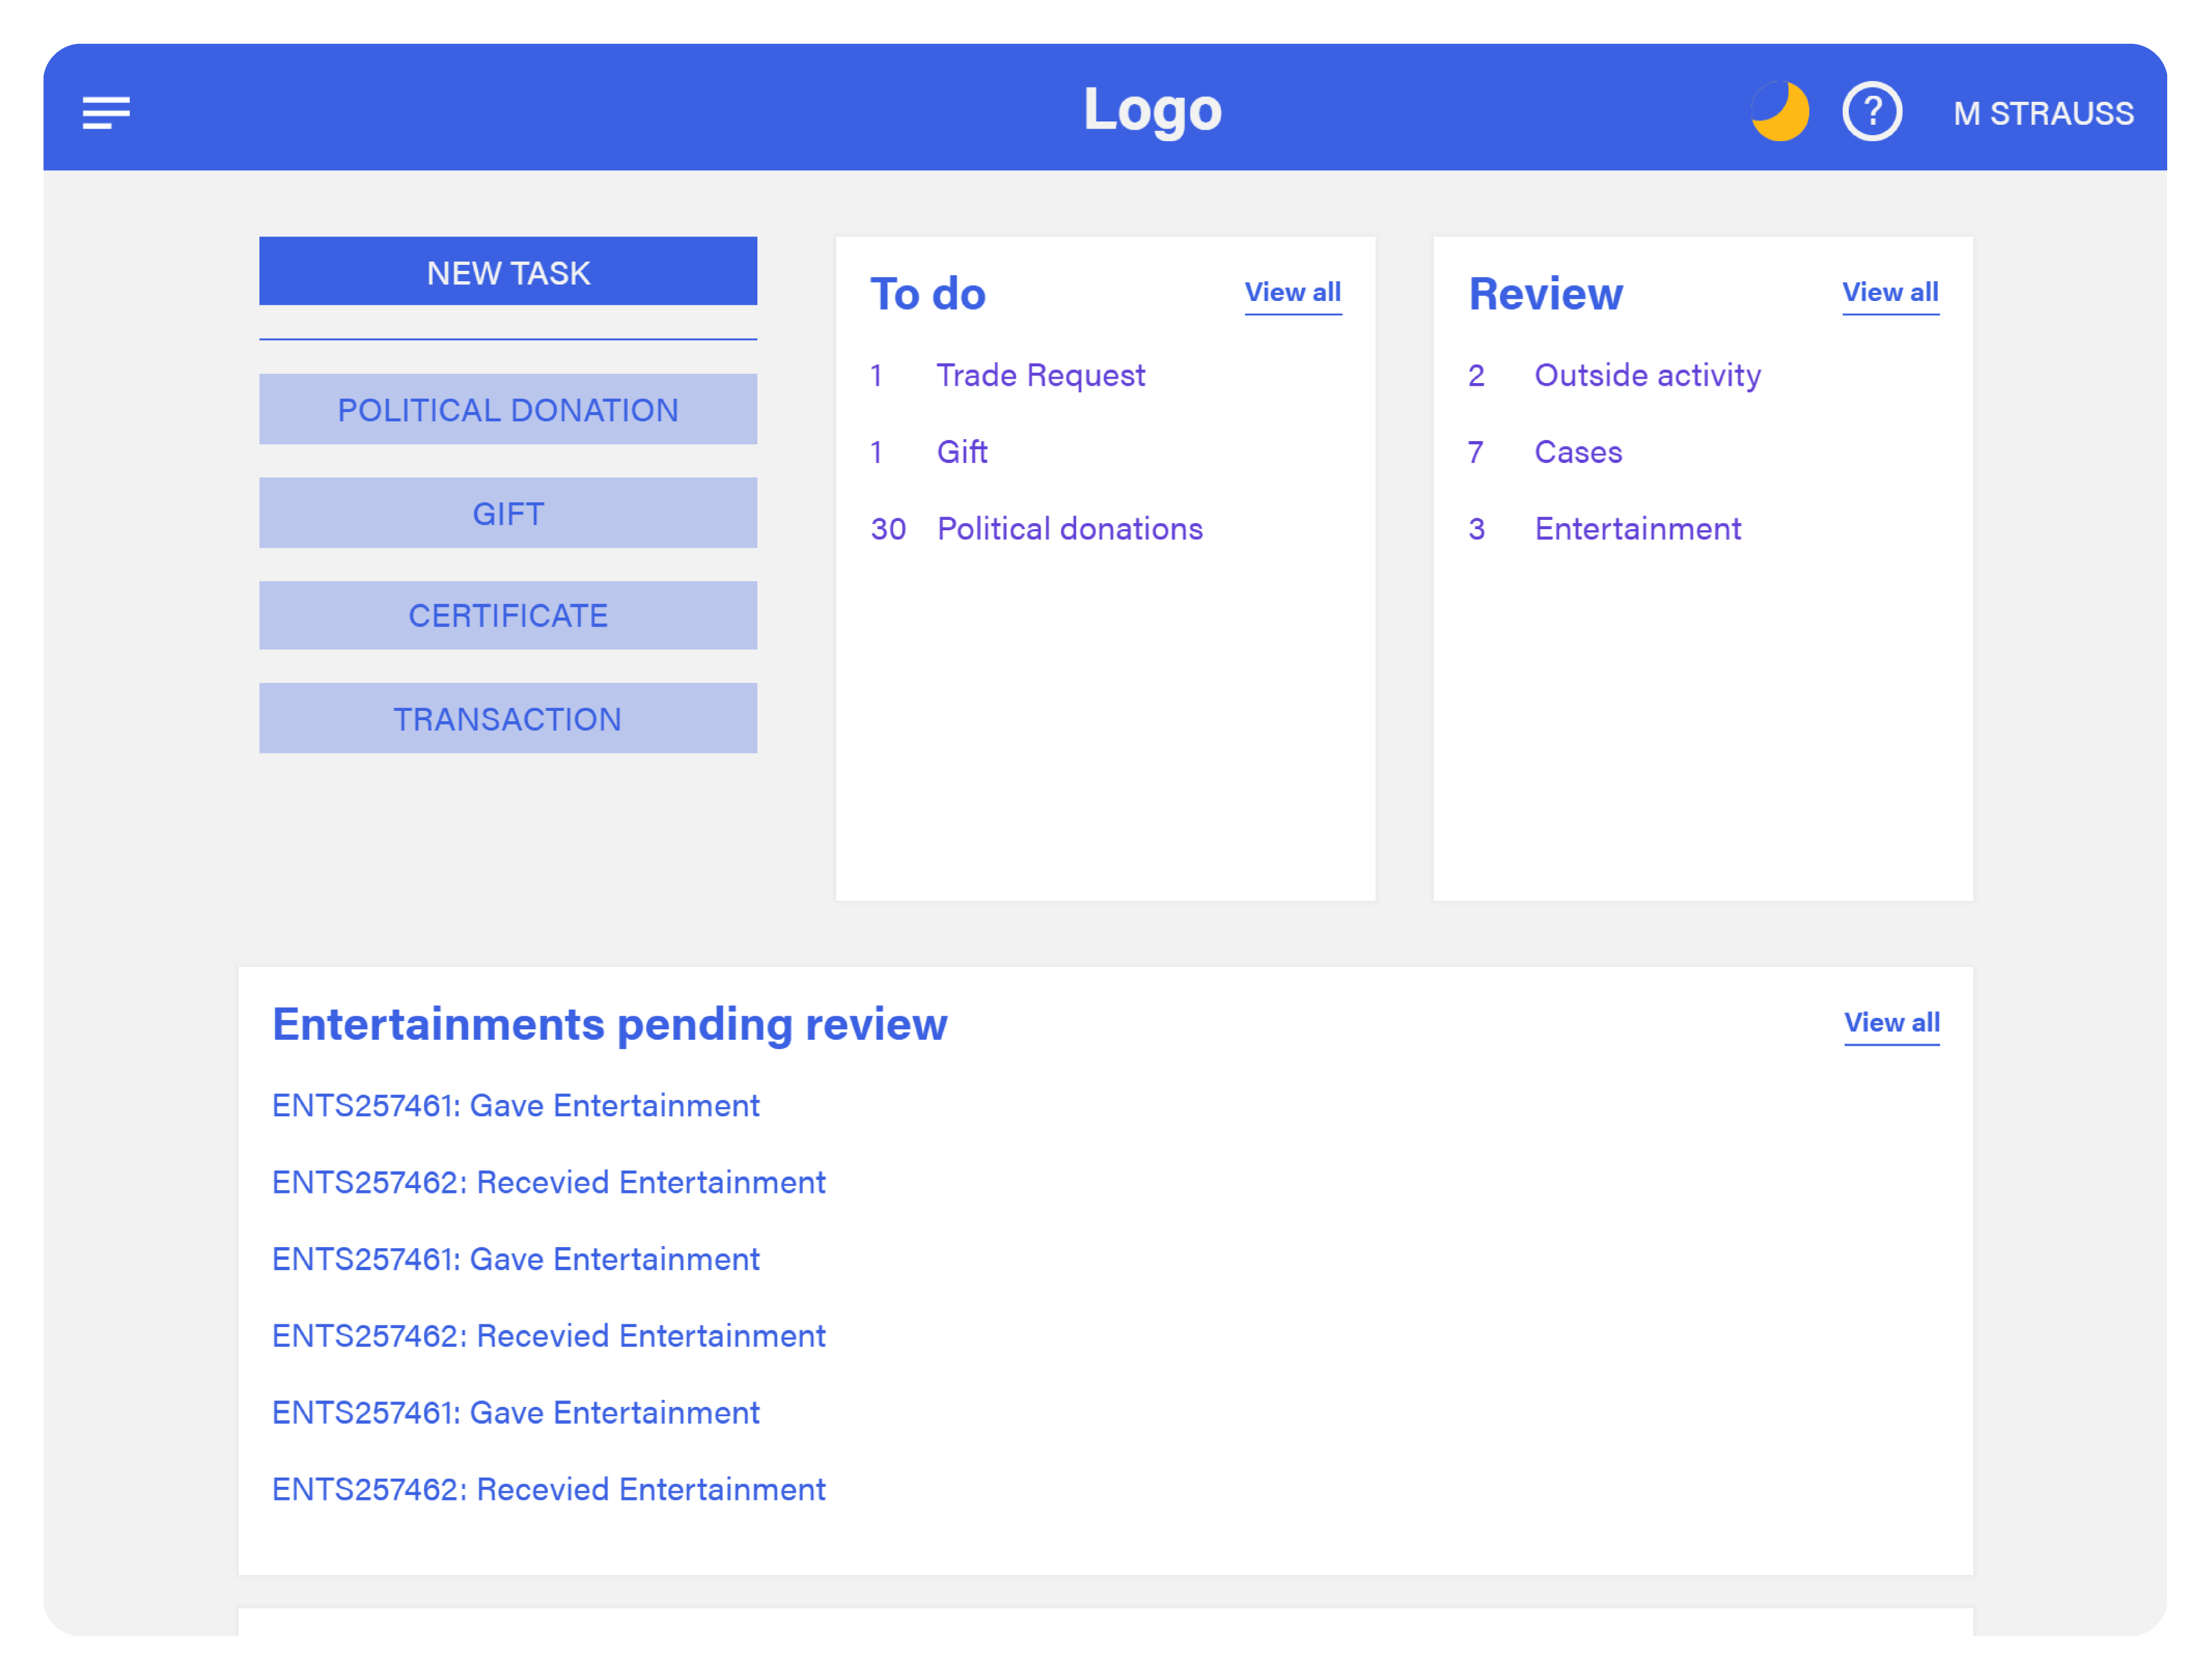 Logo
?
M STRAUSS
NEW TASK
POLITICAL DONATION
GIFT
CERTIFICATE
TRANSACTION
To do
View all
1 Trade Request
1 Gift
30 Political donations
Review
View all
2 Outside activity
7 Cases
3 Entertainment
Entertainments pending review
View all
ENTS257461: Gave Entertainment
ENTS257462: Recevied Entertainment
ENTS257461: Gave Entertainment
ENTS257462: Recevied Entertainment
ENTS257461: Gave Entertainment
ENTS257462: Recevied Entertainment